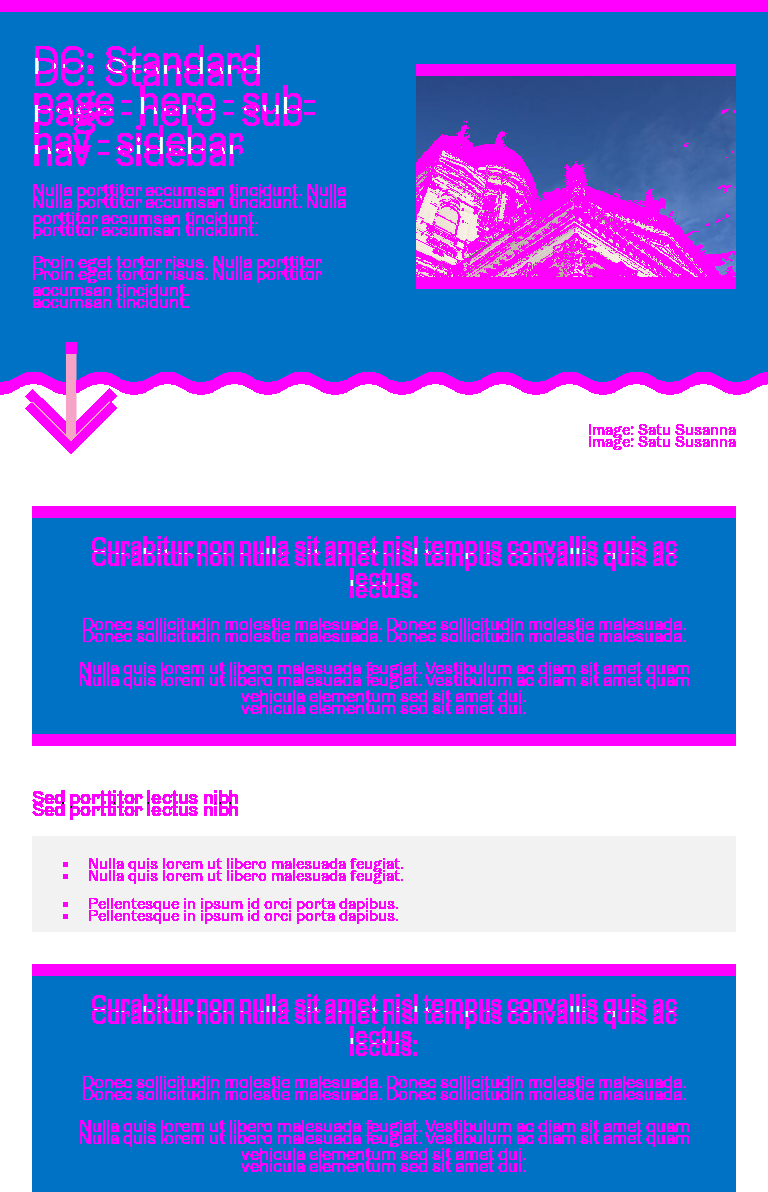 DC: Standard
page - hero - sub-
nav - sidebar
Nulla porttitor accumsan tincidunt. Nulla
porttitor accumsan tincidunt.
Proin eget tortor risus. Nulla porttitor
accumsan tincidunt.
Image: Satu Susanna
Curabitur non nulla sit amet nisl tempus convallis quis ac
lectus.
Donec sollicitudin molestie malesuada. Donec sollicitudin molestie malesuada.
Nulla quis lorem ut libero malesuada feugiat. Vestibulum ac diam sit amet quam
vehicula elementum sed sit amet dui.
Sed porttitor lectus nibh
▪ Nulla quis lorem ut libero malesuada feugiat.
▪ Pellentesque in ipsum id orci porta dapibus.
Curabitur non nulla sit amet nisl tempus convallis quis ac
lectus.
Donec sollicitudin molestie malesuada. Donec sollicitudin molestie malesuada.
Nulla quis lorem ut libero malesuada feugiat. Vestibulum ac diam sit amet quam
vehicula elementum sed sit amet dui.